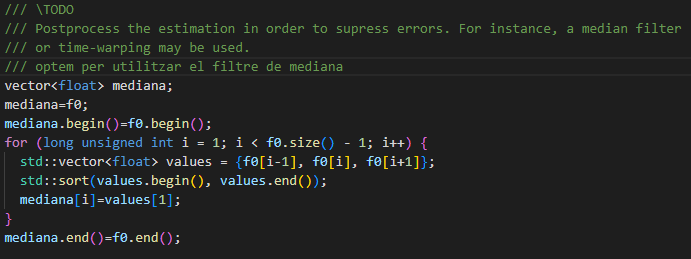 /// \TODO
/// Postprocess the estimation in order to supress errors. For instance, a median filter
/// or time-warping may be used.
/// optem per utilitzar el filtre de mediana
vector<float> mediana;
mediana=f0;
mediana.begin()=f0.begin();
for (long unsigned int i = 1; i < f0.size() - 1; i++) {
  std::vector<float> values = {f0[i-1], f0[i], f0[i+1]};
  std::sort(values.begin(), values.end());
  mediana[i]=values[1];
}
mediana.end()=f0.end();